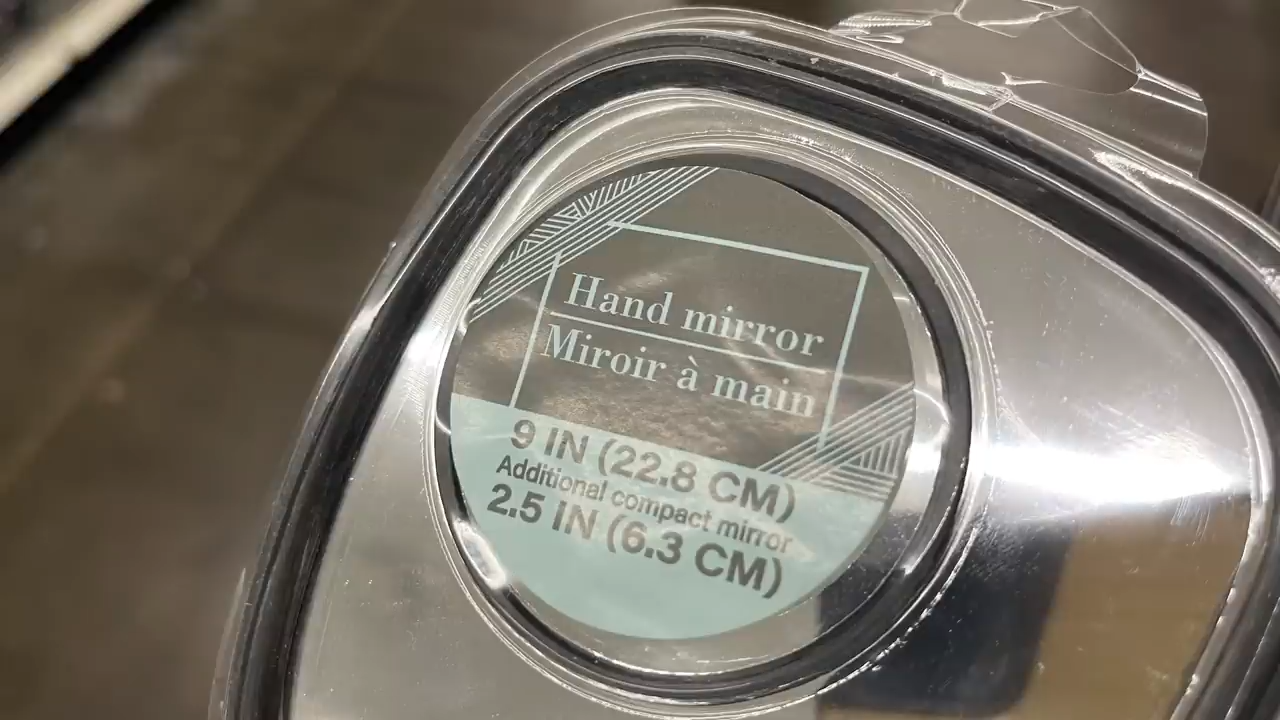 Hand mirror
Miroir à main
9 IN (22.8 CM)
Additional compact mirror
2.5 IN (6.3 CM)